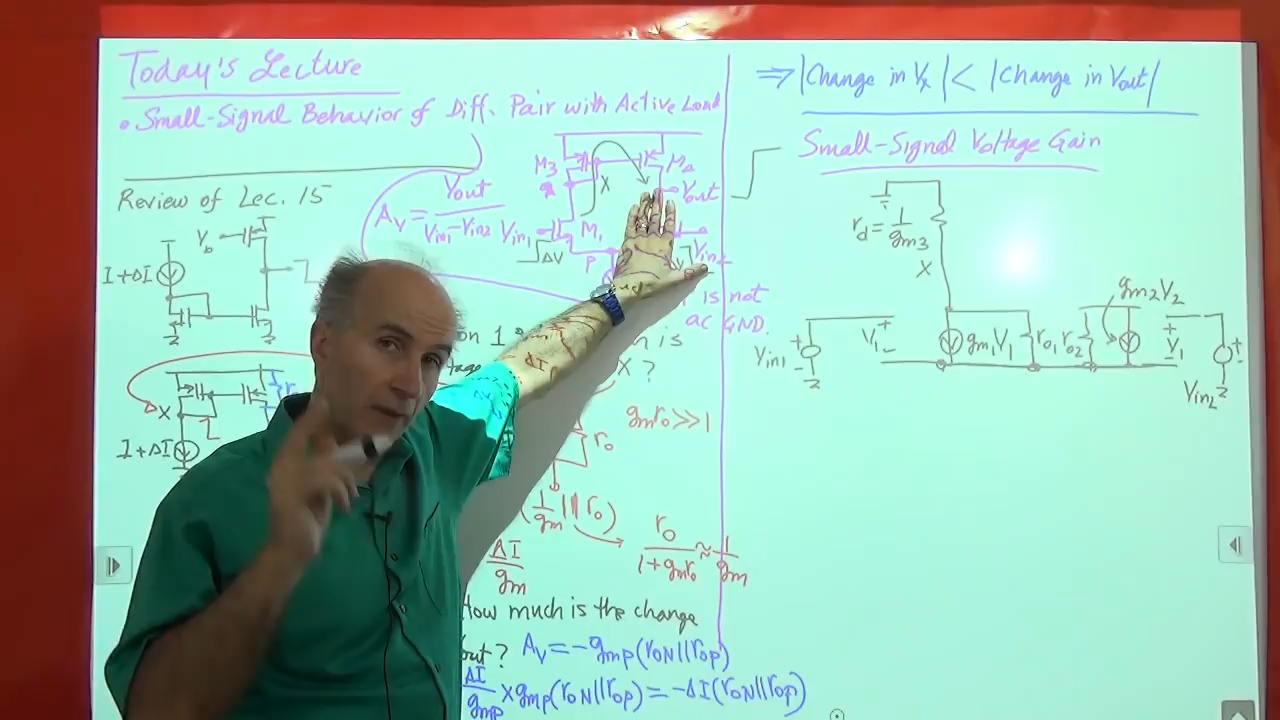 Today's Lecture
• Small-Signal Behavior of Diff. Pair with Active Load
Review of Lec. 15
I+ΔI
Vb
X
I+ΔI
AV = Vout / (Vin1 - Vin2)
M3
X
Vout
Vin1
M1
ΔV
P
is not
ac GND.
X ?
ro
gmro >> 1
(1/gm || ro)
ro / (1+gmro) ≈ 1/gm
ΔI/gm
How much is the change
AV = -gmp(roN||roP)
ΔI/gmp × gmp(roN||roP) = -ΔI(roN||roP)
⇒ |Change in Vx| < |Change in Vout|
Small-Signal Voltage Gain
rd = 1/gm3
X
gm2V2
Vin1
+
V1
-
gm1V1
ro1
ro2
+
V1
-
+
-
Vin2